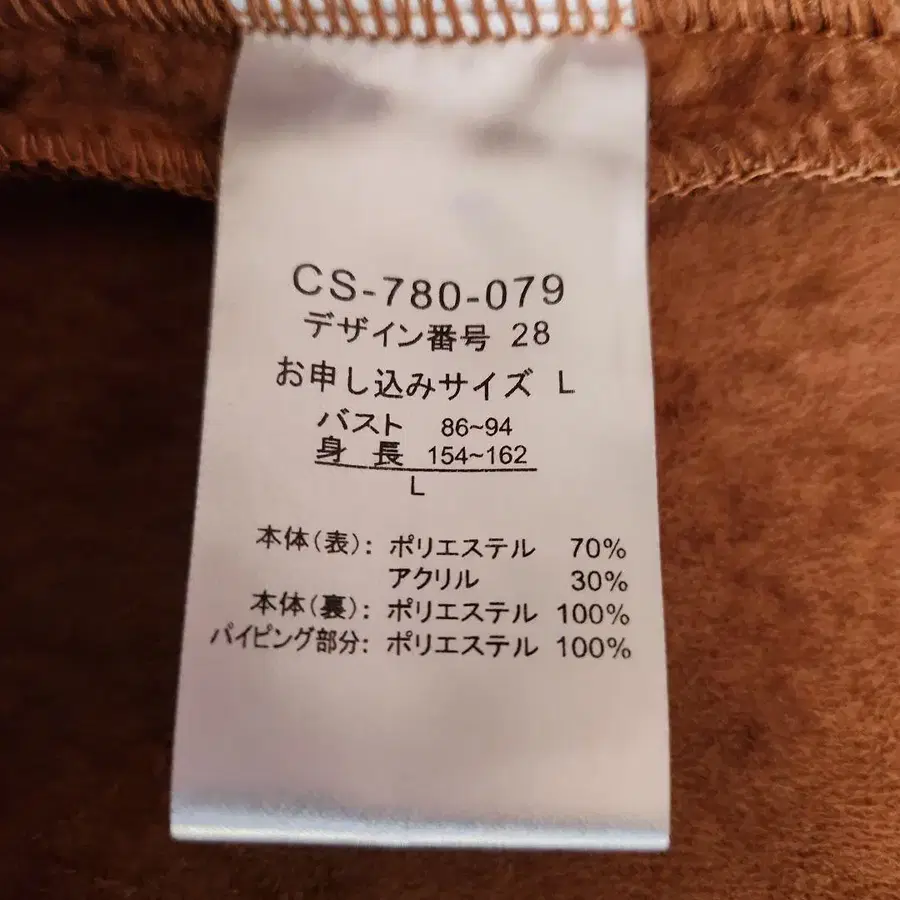 CS-780-079
デザイン番号 28
お申し込みサイズ L
バスト 86~94
身 長 154~162
L
本体(表): ポリエステル 70%
アクリル 30%
本体(裏): ポリエステル 100%
パイピング部分: ポリエステル 100%